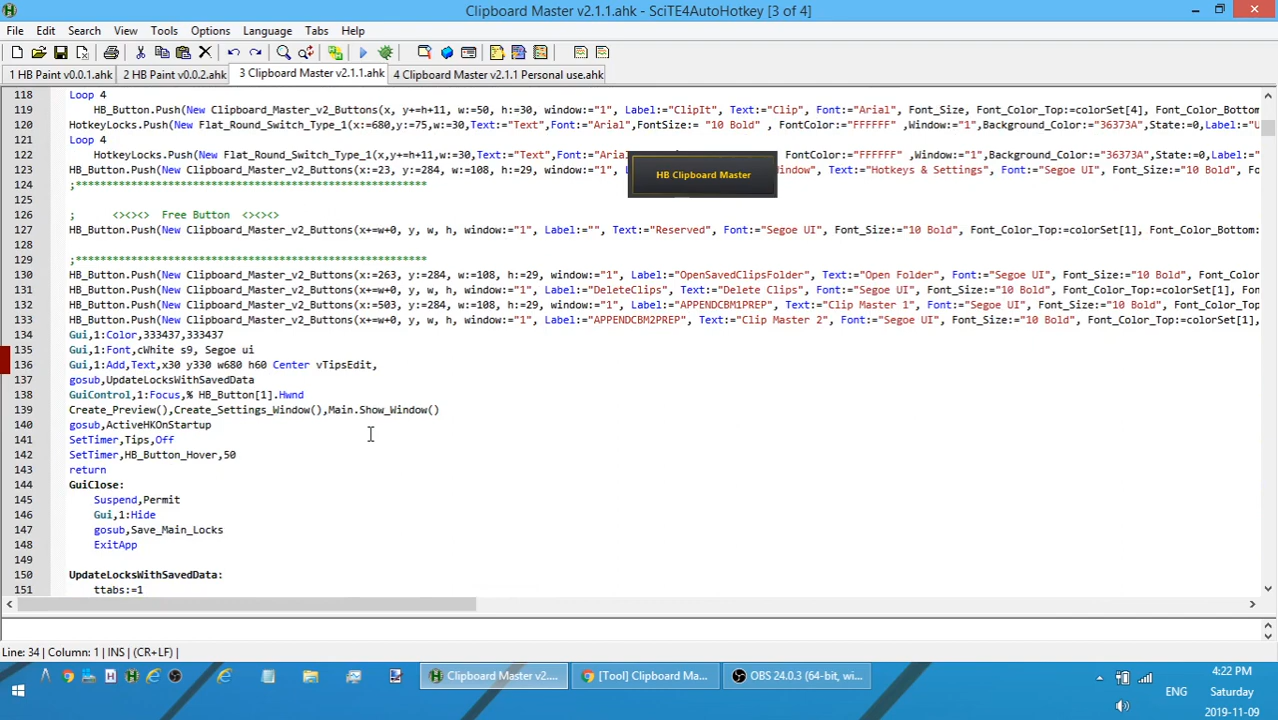 Clipboard Master v2.1.1.ahk - SciTE4AutoHotkey [3 of 4]
File Edit Search View Tools Options Language Tabs Help
1 HB Paint v0.0.1.ahk 2 HB Paint v0.0.2.ahk 3 Clipboard Master v2.1.1.ahk 4 Clipboard Master v2.1.1 Personal use.ahk
118 Loop 4
119 HB_Button.Push(New Clipboard_Master_v2_Buttons(x, y+=h+11, w:=50, h:=30, window:="1", Label:="ClipIt", Text:="Clip", Font:="Arial", Font_Size, Font_Color_Top:=colorSet[4], Font_Color_Bottom
120 HotkeyLocks.Push(New Flat_Round_Switch_Type_1(x:=680,y:=75,w:=30,Text:="Text",Font:="Arial",FontSize:= "10 Bold" , FontColor:="FFFFFF" ,Window:="1",Background_Color:="36373A",State:=0,Label:="U
121 Loop 4
122 HotkeyLocks.Push(New Flat_Round_Switch_Type_1(x,y+=h+11,w:=30,Text:="Text",Font:="Arial FontColor:="FFFFFF" ,Window:="1",Background_Color:="36373A",State:=0,Label:=
123 HB_Button.Push(New Clipboard_Master_v2_Buttons(x:=23, y:=284, w:=108, h:=29, window:="1", indow", Text:="Hotkeys & Settings", Font:="Segoe UI", Font_Size:="10 Bold", Font_Co
HB Clipboard Master
124 ;***********************************************
125
126 ; <><><> Free Button <><><>
127 HB_Button.Push(New Clipboard_Master_v2_Buttons(x+=w+0, y, w, h, window:="1", Label:="", Text:="Reserved", Font:="Segoe UI", Font_Size:="10 Bold", Font_Color_Top:=colorSet[1], Font_Color_Bottom:
128
129 ;***********************************************
130 HB_Button.Push(New Clipboard_Master_v2_Buttons(x:=263, y:=284, w:=108, h:=29, window:="1", Label:="OpenSavedClipsFolder", Text:="Open Folder", Font:="Segoe UI", Font_Size:="10 Bold", Font_Color
131 HB_Button.Push(New Clipboard_Master_v2_Buttons(x+=w+0, y, w, h, window:="1", Label:="DeleteClips", Text:="Delete Clips", Font:="Segoe UI", Font_Size:="10 Bold", Font_Color_Top:=colorSet[1], Fon
132 HB_Button.Push(New Clipboard_Master_v2_Buttons(x:=503, y:=284, w:=108, h:=29, window:="1", Label:="APPENDCBM1PREP", Text:="Clip Master 1", Font:="Segoe UI", Font_Size:="10 Bold", Font_Color_Top
133 HB_Button.Push(New Clipboard_Master_v2_Buttons(x+=w+0, y, w, h, window:="1", Label:="APPENDCBM2PREP", Text:="Clip Master 2", Font:="Segoe UI", Font_Size:="10 Bold", Font_Color_Top:=colorSet[1],
134 Gui,1:Color,333437,333437
135 Gui,1:Font,cWhite s9, Segoe ui
136 Gui,1:Add,Text,x30 y330 w680 h60 Center vTipsEdit,
137 gosub,UpdateLocksWithSavedData
138 GuiControl,1:Focus,% HB_Button[1].Hwnd
139 Create_Preview(),Create_Settings_Window(),Main.Show_Window()
140 gosub,ActiveHKOnStartup
141 SetTimer,Tips,Off
142 SetTimer,HB_Button_Hover,50
143 return
144 GuiClose:
145 Suspend,Permit
146 Gui,1:Hide
147 gosub,Save_Main_Locks
148 ExitApp
149
150 UpdateLocksWithSavedData:
151 ttabs:=1
Line: 34 | Column: 1 | INS | (CR+LF) |
Clipboard Master v2.... [Tool] Clipboard Ma... OBS 24.0.3 (64-bit, wi...
ENG
4:22 PM
Saturday
2019-11-09